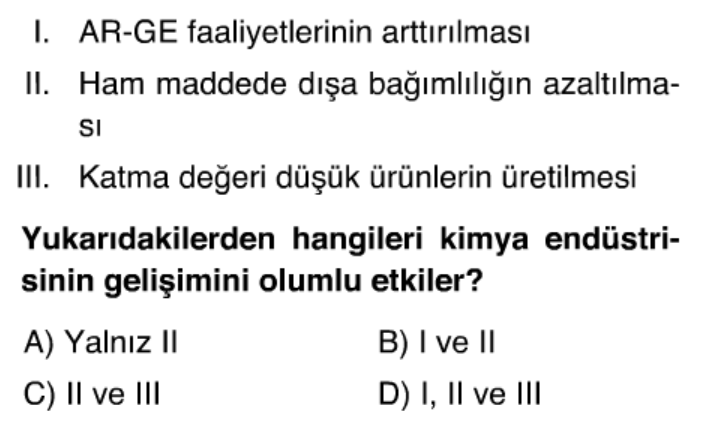 I. AR-GE faaliyetlerinin arttırılması
II. Ham maddede dışa bağımlılığın azaltılma-
sı
III. Katma değeri düşük ürünlerin üretilmesi
Yukarıdakilerden hangileri kimya endüstri-
sinin gelişimini olumlu etkiler?
A) Yalnız II B) I ve II
C) II ve III D) I, II ve III